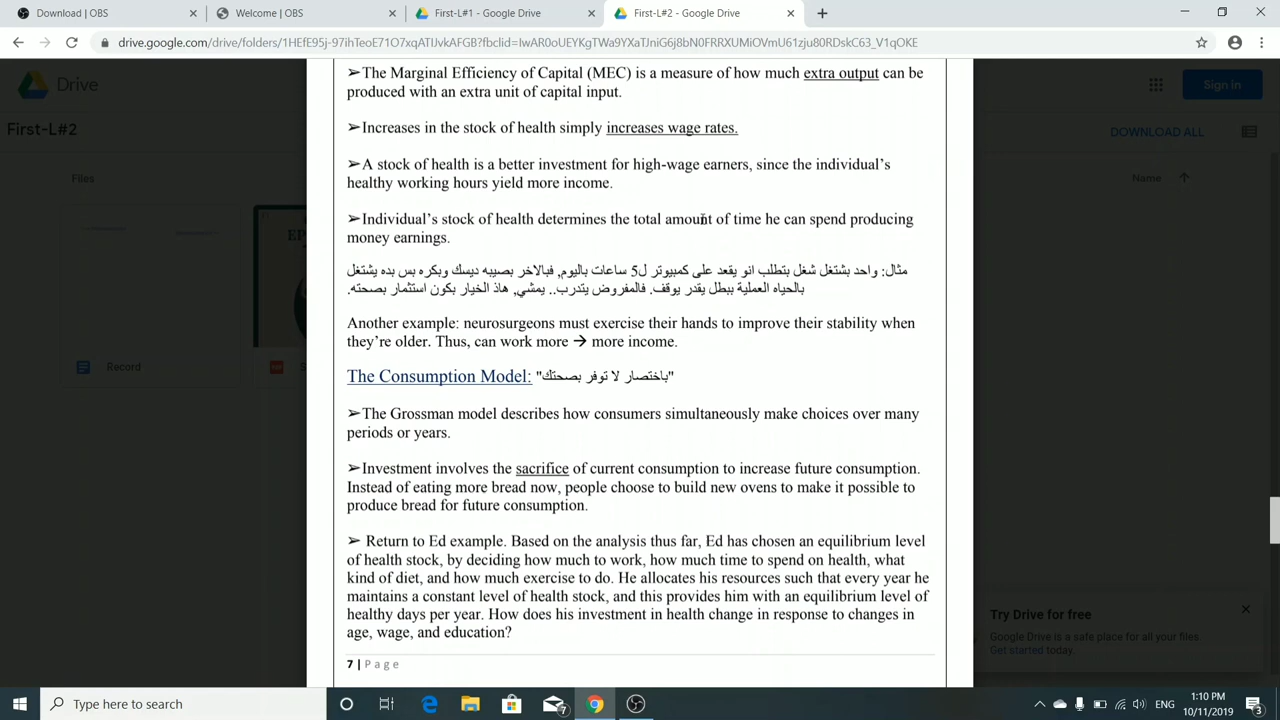 Download | OBS
Welcome | OBS
First-L#1 - Google Drive
First-L#2 - Google Drive
drive.google.com/drive/folders/1HEfE95j-97ihTeoE71O7xqATIJvkAFGB?fbclid=IwAR0oUEYKgTWa9YXaTJniG6j8bN0FRRXUMiOVmU61zju80RDskC63_V1qOKE
Drive
Sign in
First-L#2
DOWNLOAD ALL
Files
Name
Record
➢The Marginal Efficiency of Capital (MEC) is a measure of how much extra output can be
produced with an extra unit of capital input.
➢Increases in the stock of health simply increases wage rates.
➢A stock of health is a better investment for high-wage earners, since the individual's
healthy working hours yield more income.
➢Individual's stock of health determines the total amount of time he can spend producing
money earnings.
مثال: واحد بشتغل شغل بتطلب انو يقعد على كمبيوتر ل5 ساعات باليوم, فبالاخر بصيبه ديسك وبكره بس بده يشتغل
بالحياه العملية ببطل يقدر يوقف. فالمفروض يتدرب.. يمشي, هاذ الخيار بكون استثمار بصحته.
Another example: neurosurgeons must exercise their hands to improve their stability when
they're older. Thus, can work more → more income.
The Consumption Model: "باختصار لا توفر بصحتك"
➢The Grossman model describes how consumers simultaneously make choices over many
periods or years.
➢Investment involves the sacrifice of current consumption to increase future consumption.
Instead of eating more bread now, people choose to build new ovens to make it possible to
produce bread for future consumption.
➢ Return to Ed example. Based on the analysis thus far, Ed has chosen an equilibrium level
of health stock, by deciding how much to work, how much time to spend on health, what
kind of diet, and how much exercise to do. He allocates his resources such that every year he
maintains a constant level of health stock, and this provides him with an equilibrium level of
healthy days per year. How does his investment in health change in response to changes in
age, wage, and education?
7 | Page
Try Drive for free
Google Drive is a safe place for all your files
Get started today.
Type here to search
7
ENG
1:10 PM
10/11/2019
3